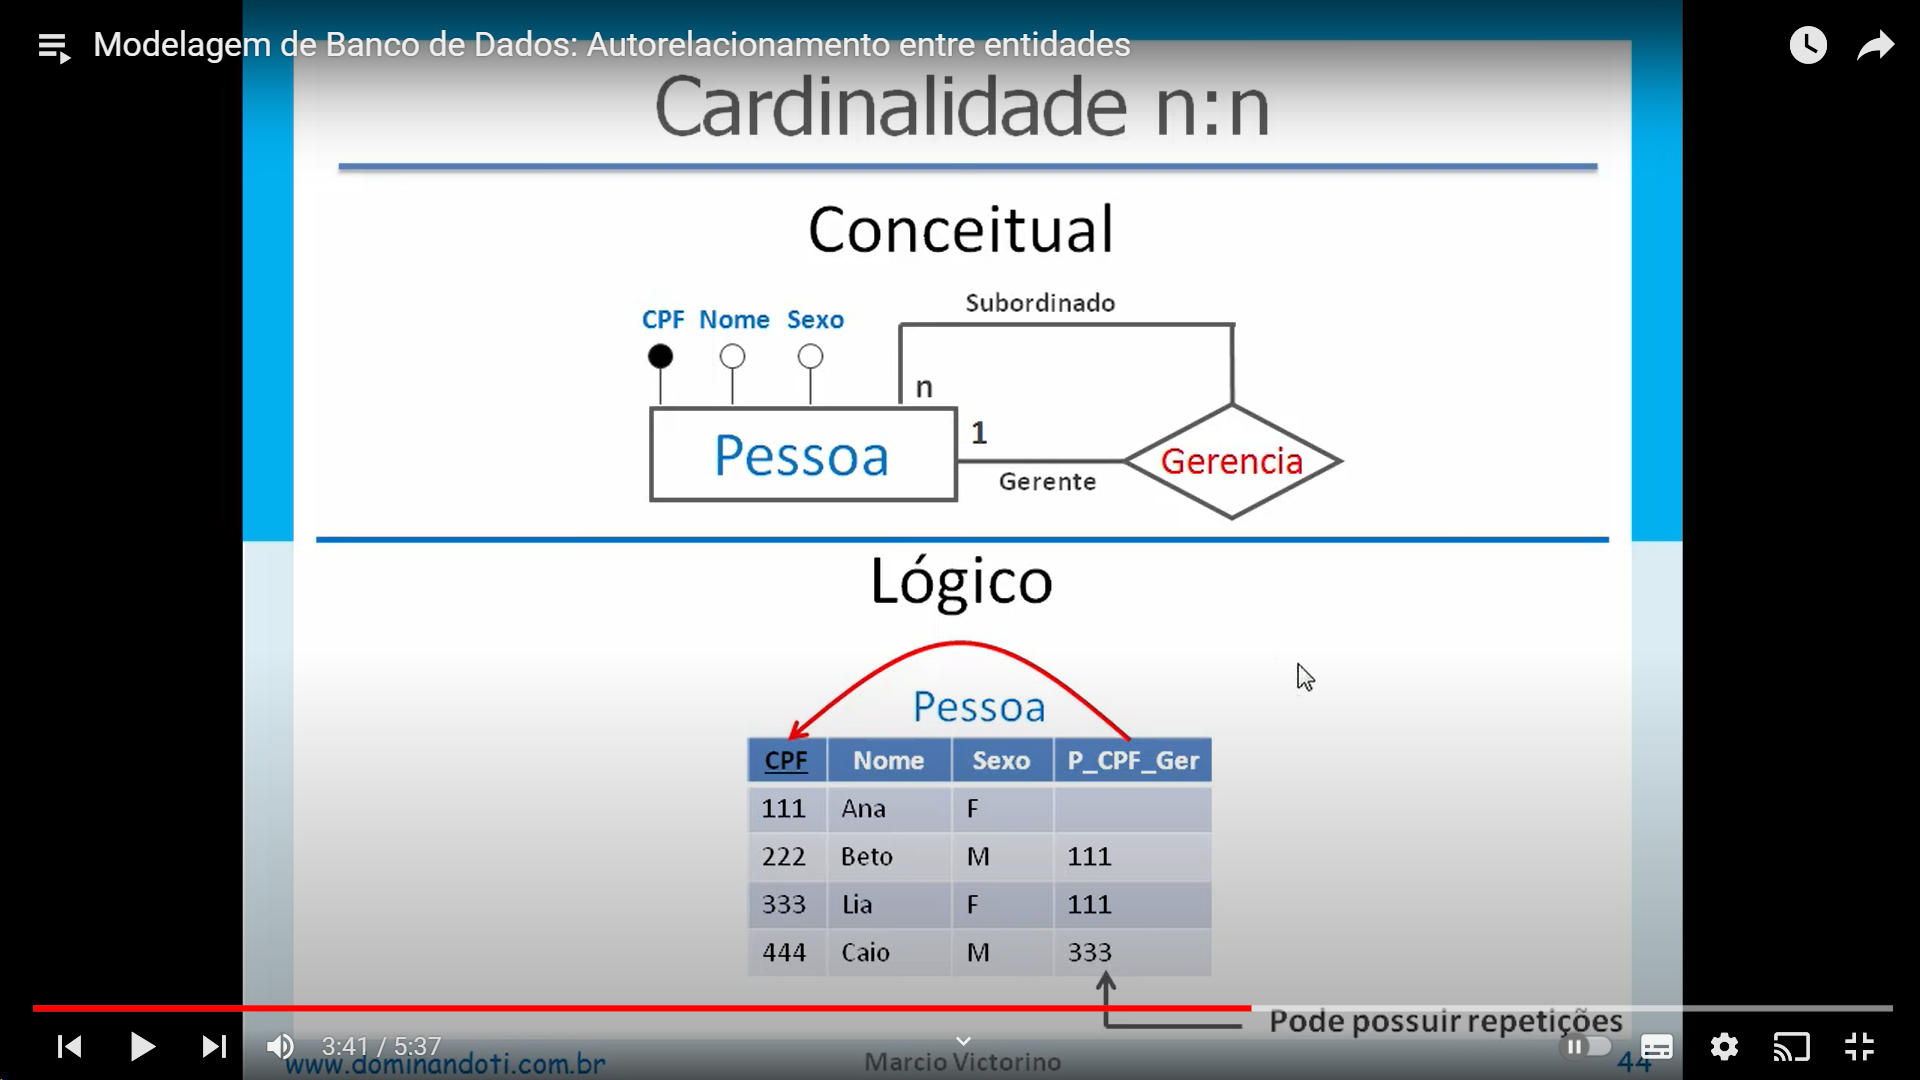 Modelagem de Banco de Dados: Autorelacionamento entre entidades
Cardinalidade n:n
Conceitual
Subordinado
CPF Nome Sexo
n
1
Pessoa
Gerencia
Gerente
Lógico
Pessoa
CPF Nome Sexo P_CPF_Ger
111 Ana F
222 Beto M 111
333 Lia F 111
444 Caio M 333
Pode possuir repetições
3:41 / 5:37
www.dominandoti.com.br Marcio Victorino 44